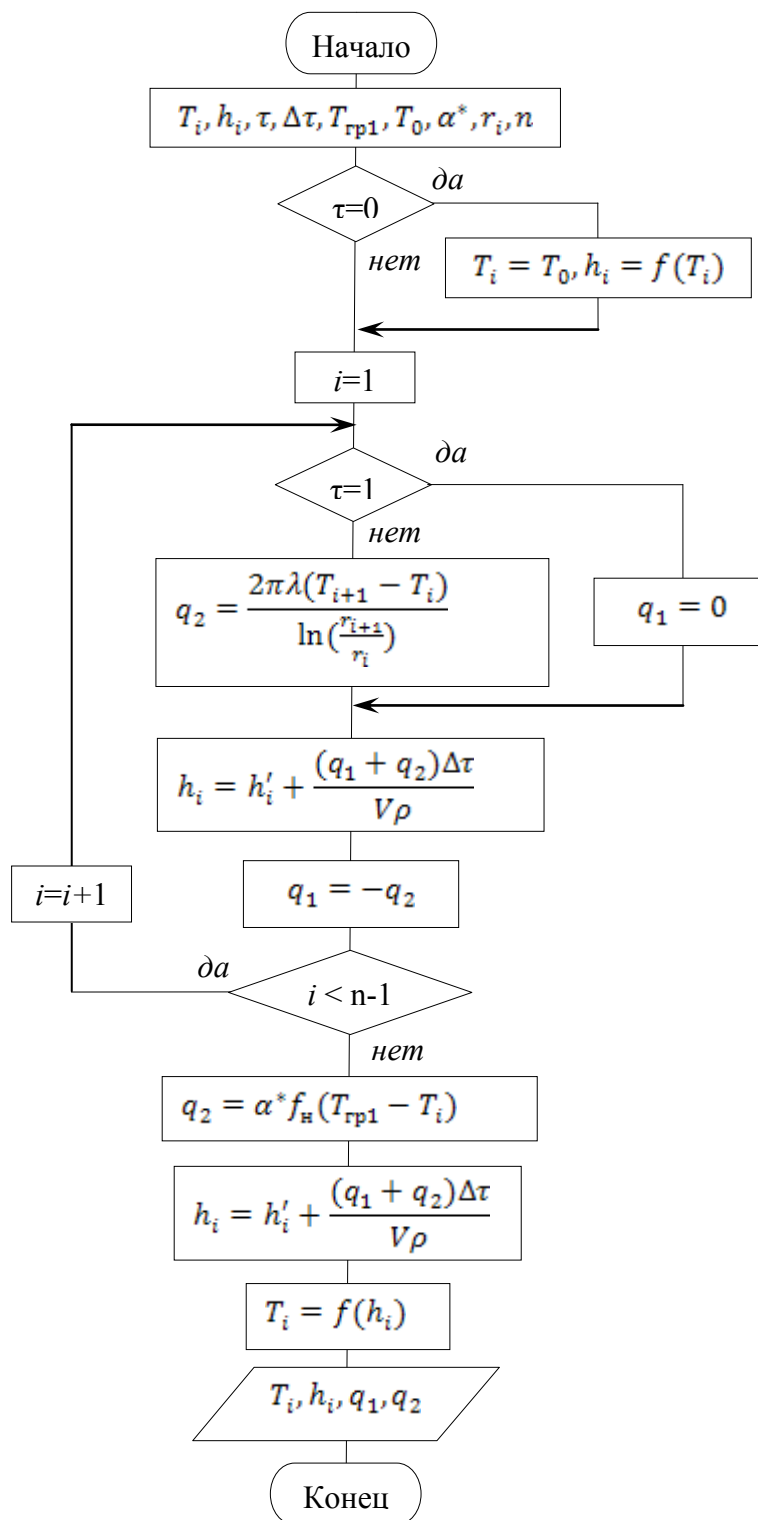 Начало
T_i, h_i, τ, Δτ, T_гр1, T_0, α*, r_i, n
да
τ=0
нет
T_i = T_0, h_i = f(T_i)
i=1
да
τ=1
нет
q_2 = 2πλ(T_{i+1} − T_i) / ln(r_{i+1}/r_i)
q_1 = 0
h_i = h'_i + (q_1 + q_2)Δτ / Vρ
i=i+1
q_1 = −q_2
да
i < n-1
нет
q_2 = α* f_н (T_гр1 − T_i)
h_i = h'_i + (q_1 + q_2)Δτ / Vρ
T_i = f(h_i)
T_i, h_i, q_1, q_2
Конец